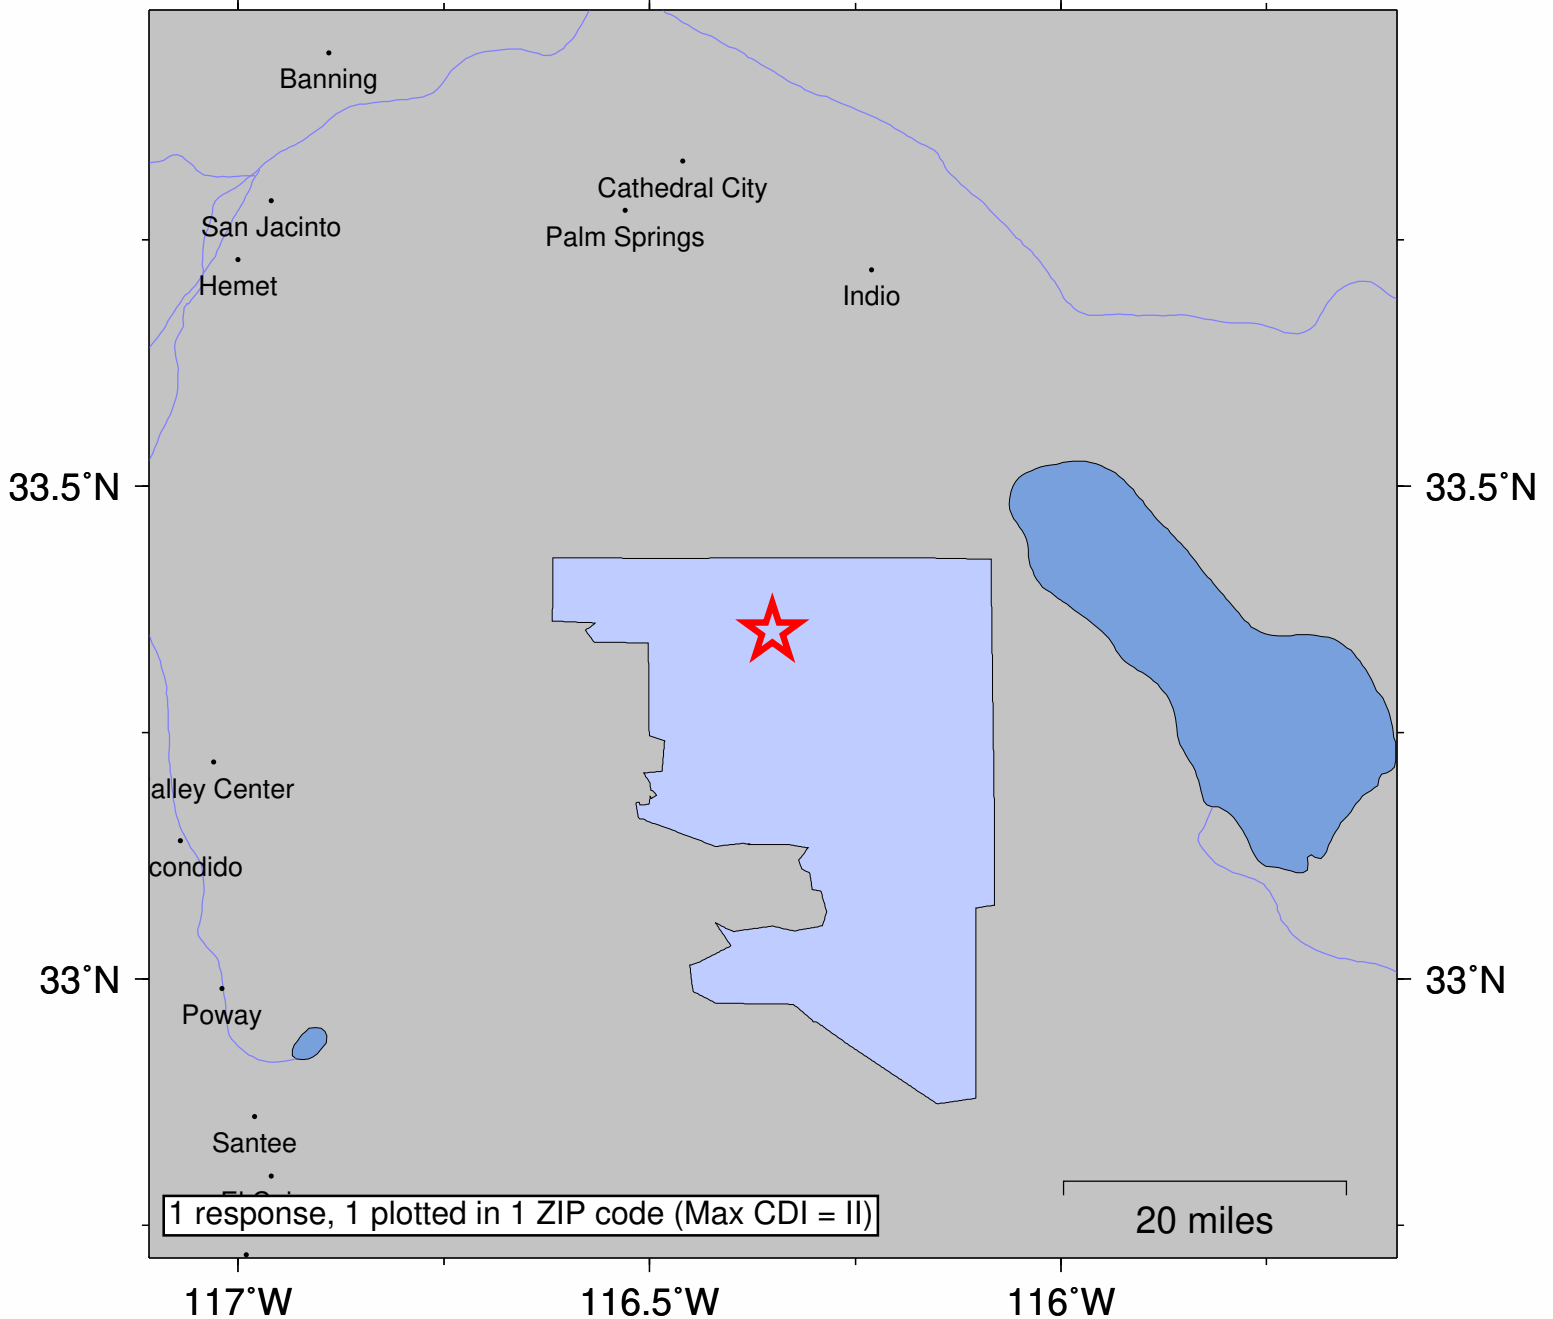 Banning
Cathedral City
San Jacinto
Palm Springs
Hemet
Indio
33.5°N
33.5°N
alley Center
condido
33°N
33°N
Poway
Santee
1 response, 1 plotted in 1 ZIP code (Max CDI = II)
20 miles
117°W
116.5°W
116°W